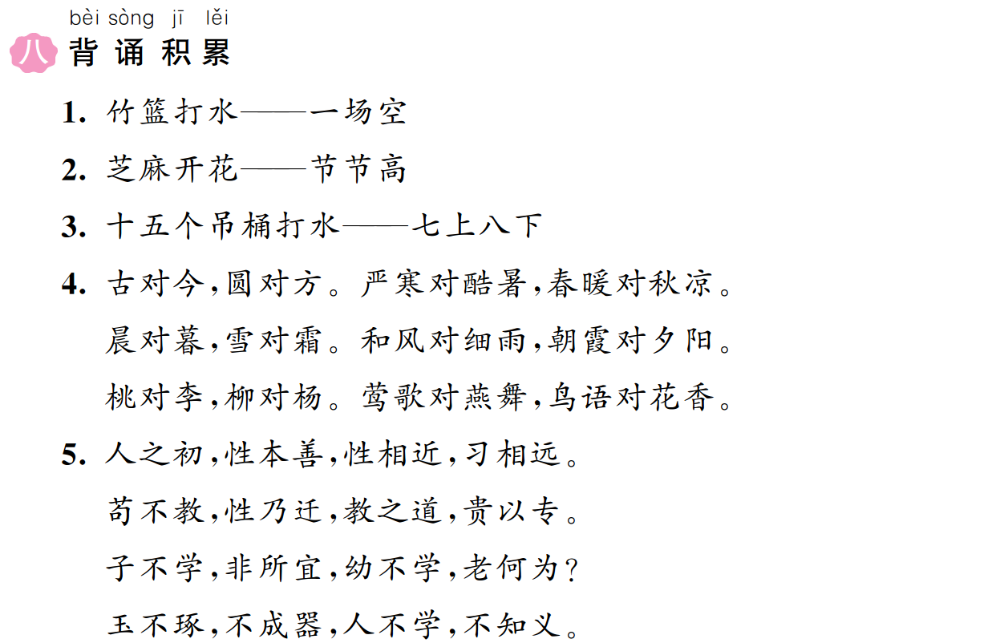 bèi sòng jī lěi
八 背诵积累
1. 竹篮打水——一场空
2. 芝麻开花——节节高
3. 十五个吊桶打水——七上八下
4. 古对今,圆对方。严寒对酷暑,春暖对秋凉。
晨对暮,雪对霜。和风对细雨,朝霞对夕阳。
桃对李,柳对杨。莺歌对燕舞,鸟语对花香。
5. 人之初,性本善,性相近,习相远。
苟不教,性乃迁,教之道,贵以专。
子不学,非所宜,幼不学,老何为?
玉不琢,不成器,人不学,不知义。